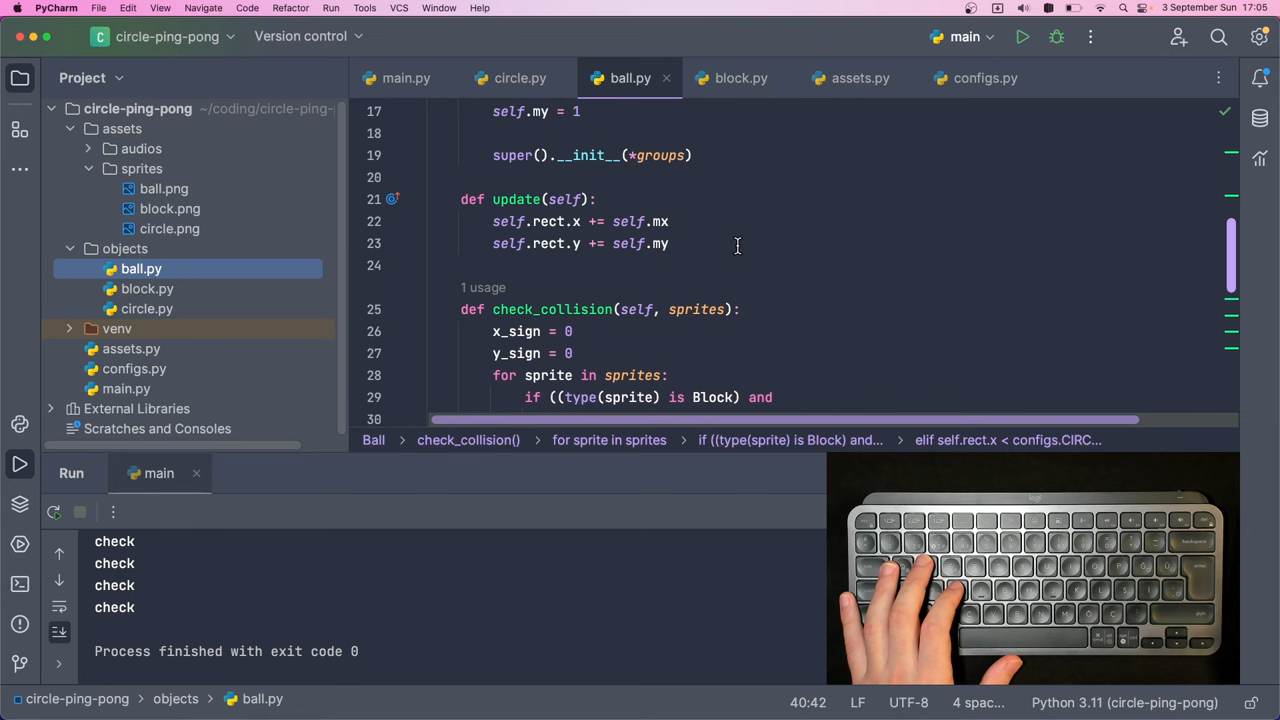 PyCharm File Edit View Navigate Code Refactor Run Tools VCS Window Help 3 September Sun 17:05
C circle-ping-pong Version control main
Project main.py circle.py ball.py block.py assets.py configs.py
circle-ping-pong ~/coding/circle-ping-
assets
audios
sprites
ball.png
block.png
circle.png
objects
ball.py
block.py
circle.py
venv
assets.py
configs.py
main.py
External Libraries
Scratches and Consoles
17 self.my = 1
18
19 super().__init__(*groups)
20
21 def update(self):
22 self.rect.x += self.mx
23 self.rect.y += self.my
24
1 usage
25 def check_collision(self, sprites):
26 x_sign = 0
27 y_sign = 0
28 for sprite in sprites:
29 if ((type(sprite) is Block) and
30
Ball check_collision() for sprite in sprites if ((type(sprite) is Block) and... elif self.rect.x < configs.CIRC...
Run main
check
check
check
check
Process finished with exit code 0
logi
circle-ping-pong objects ball.py 40:42 LF UTF-8 4 spac... Python 3.11 (circle-ping-pong)